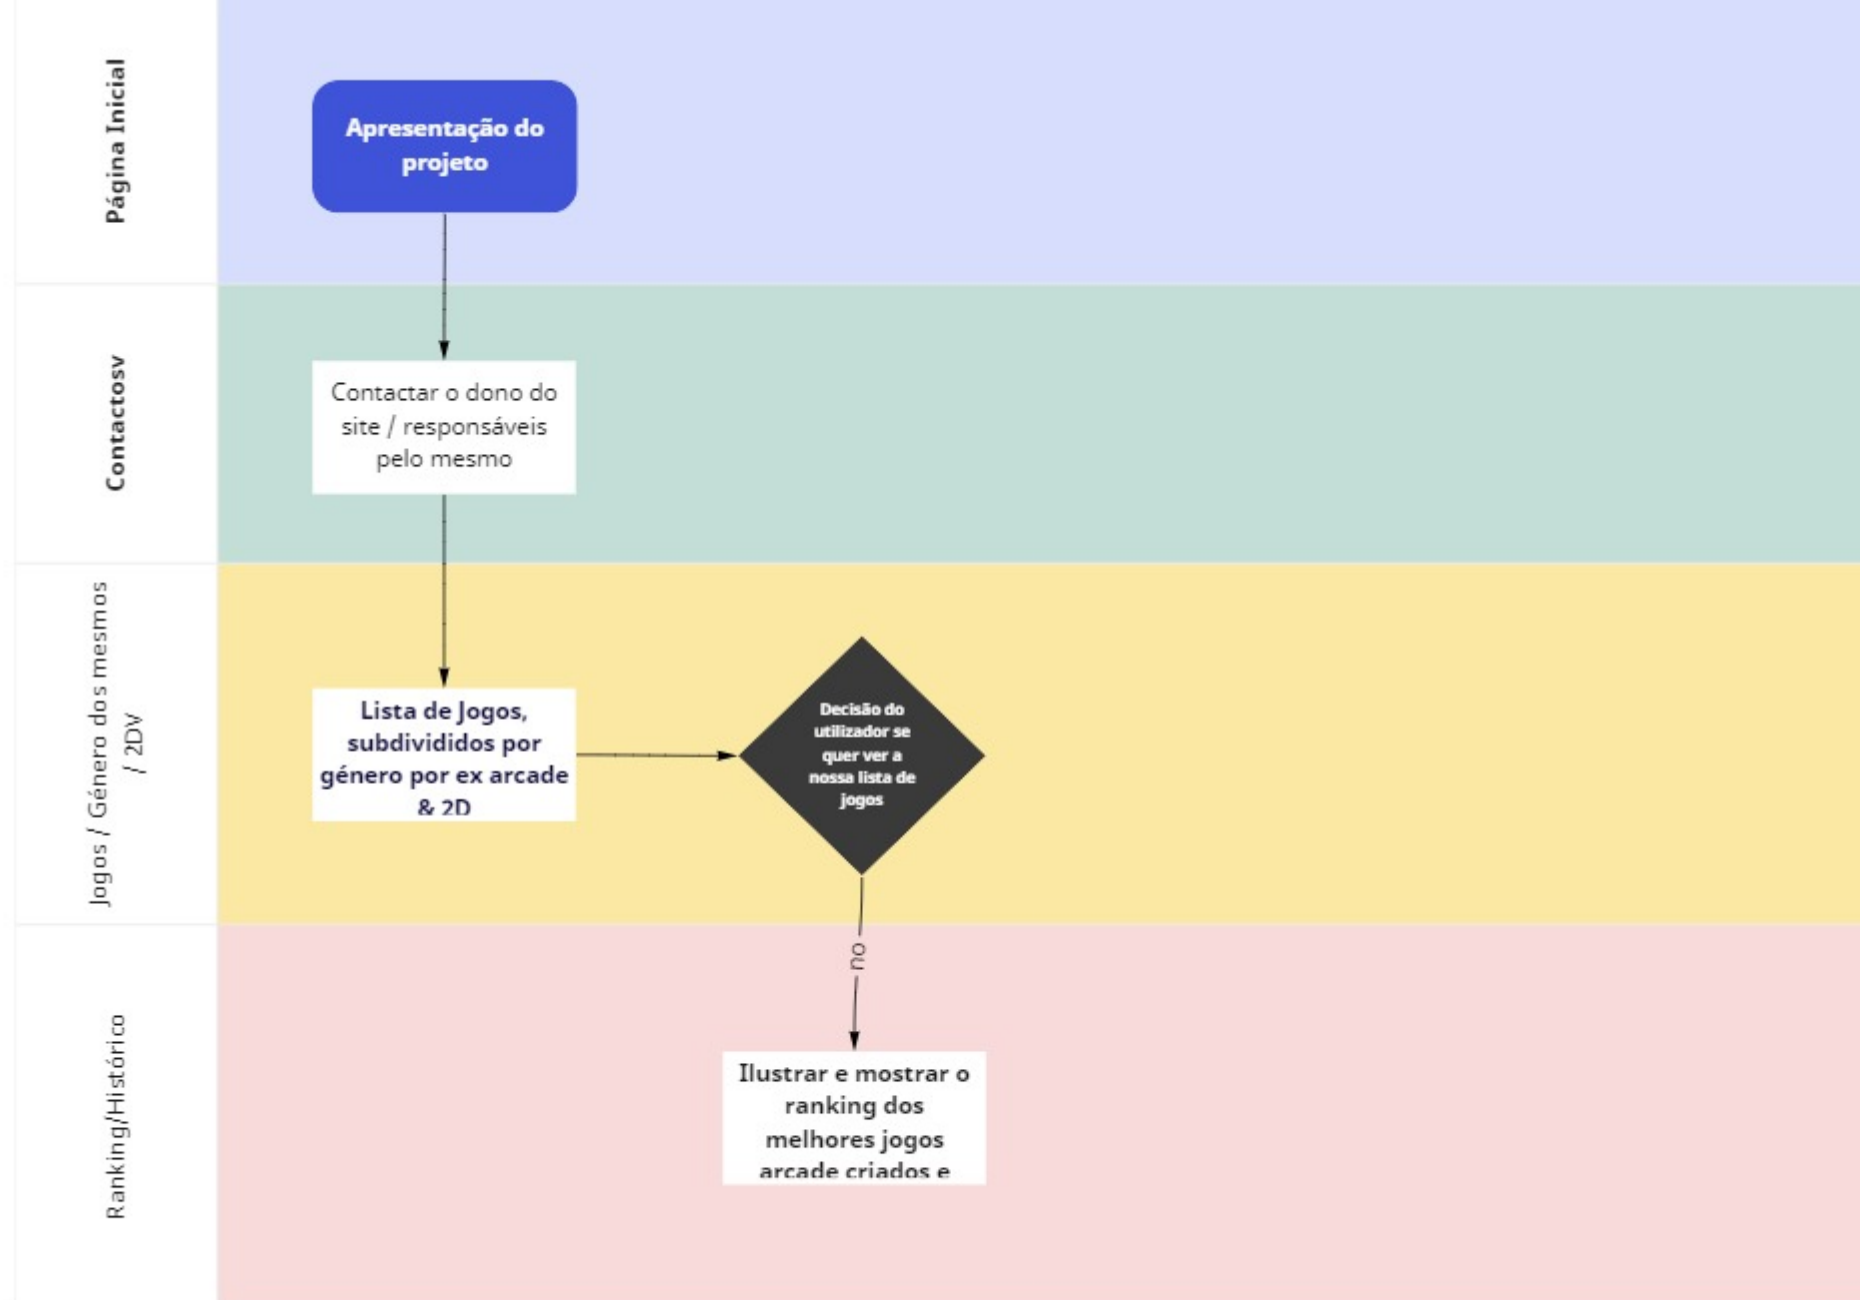 Página Inicial
Apresentação do
projeto
Contactosv
Contactar o dono do
site / responsáveis
pelo mesmo
Jogos / Género dos mesmos
/ 2DV
Lista de Jogos,
subdivididos por
género por ex arcade
& 2D
Decisão do
utilizador se
quer ver a
nossa lista de
jogos
no
Ranking/Histórico
Ilustrar e mostrar o
ranking dos
melhores jogos
arcade criados e